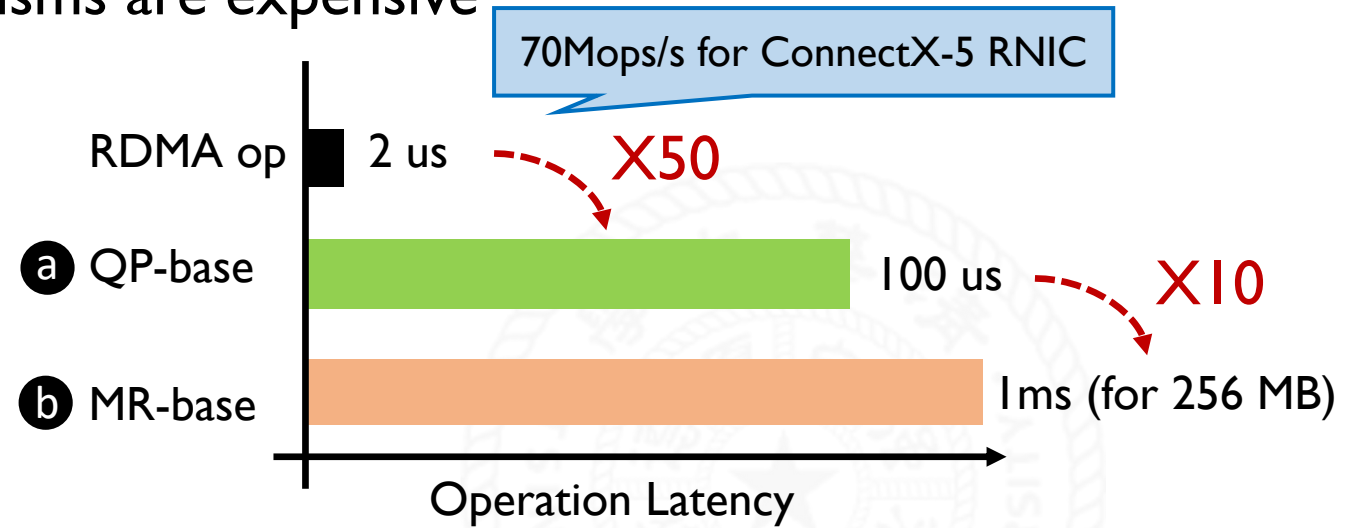 isms are expensive
70Mops/s for ConnectX-5 RNIC
RDMA op 2 us X50
a QP-base 100 us X10
b MR-base 1ms (for 256 MB)
Operation Latency